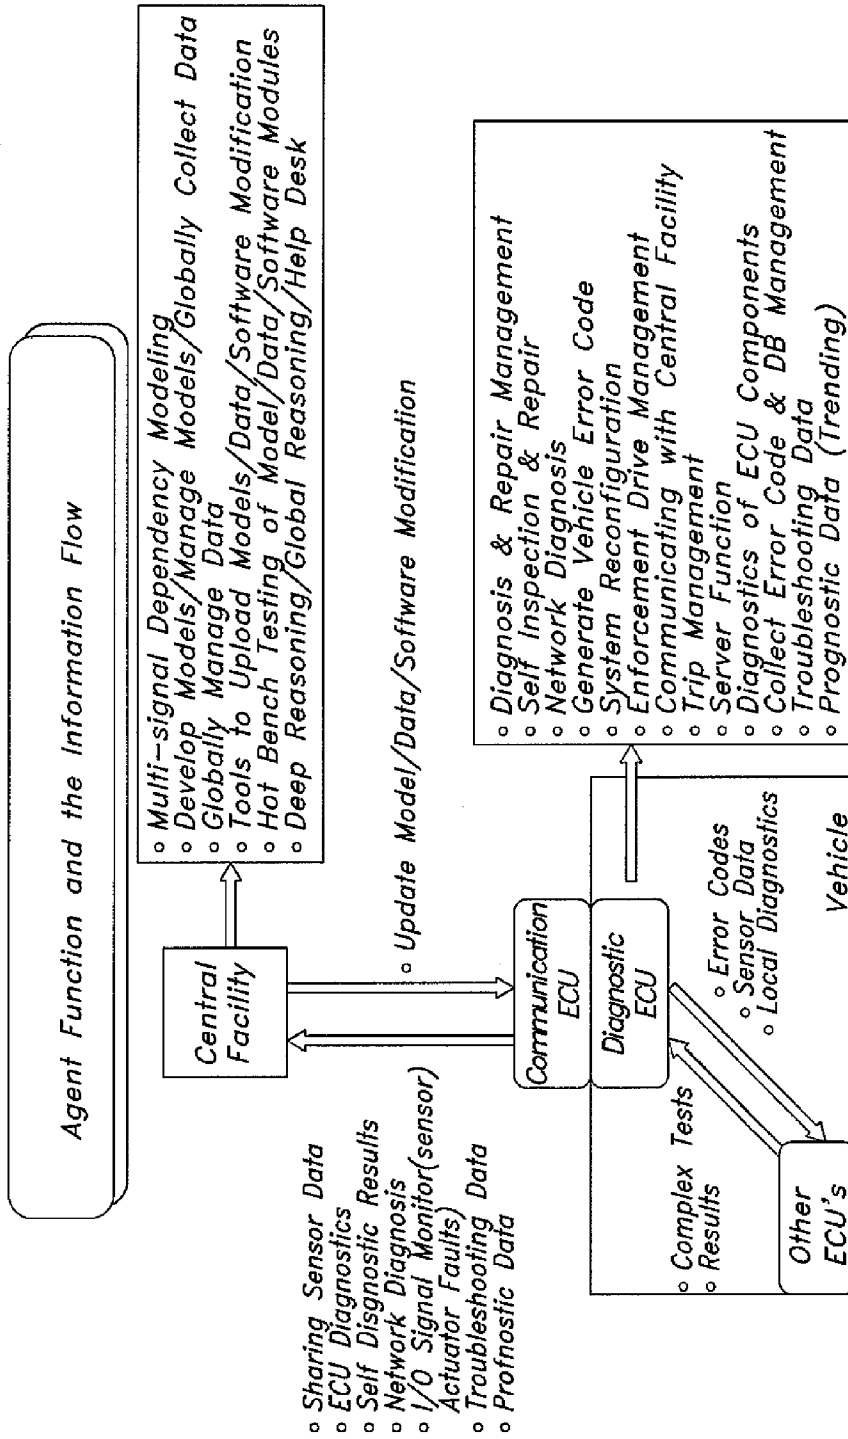 Agent Function and the Information Flow
Central
Facility
◦ Multi-signal Dependency Modeling
◦ Develop Models/Manage Models/Globally Collect Data
◦ Globally Manage Data
◦ Tools to Upload Models/Data/Software Modification
◦ Hot Bench Testing of Model/Data/Software Modules
◦ Deep Reasoning/Global Reasoning/Help Desk
◦ Sharing Sensor Data
◦ ECU Diagnostics
◦ Self Disgnostic Results
◦ Network Diagnosis
◦ I/O Signal Monitor(sensor)
Actuator Faults)
◦ Troubleshooting Data
◦ Profnostic Data
◦ Update Model/Data/Software Modification
Communication
ECU
Diagnostic
ECU
◦ Diagnosis & Repair Management
◦ Self Inspection & Repair
◦ Network Diagnosis
◦ Generate Vehicle Error Code
◦ System Reconfiguration
◦ Enforcement Drive Management
◦ Communicating with Central Facility
◦ Trip Management
◦ Server Function
◦ Diagnostics of ECU Components
◦ Collect Error Code & DB Management
◦ Troubleshooting Data
◦ Prognostic Data (Trending)
◦ Complex Tests
◦ Results
◦ Error Codes
◦ Sensor Data
◦ Local Diagnostics
Other
ECU's
Vehicle